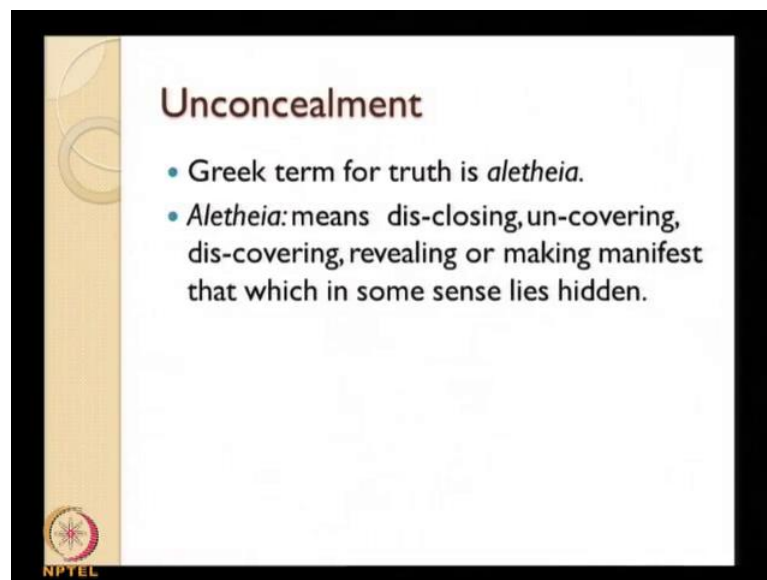 Unconcealment
• Greek term for truth is aletheia.
• Aletheia: means dis-closing, un-covering,
dis-covering, revealing or making manifest
that which in some sense lies hidden.
NPTEL